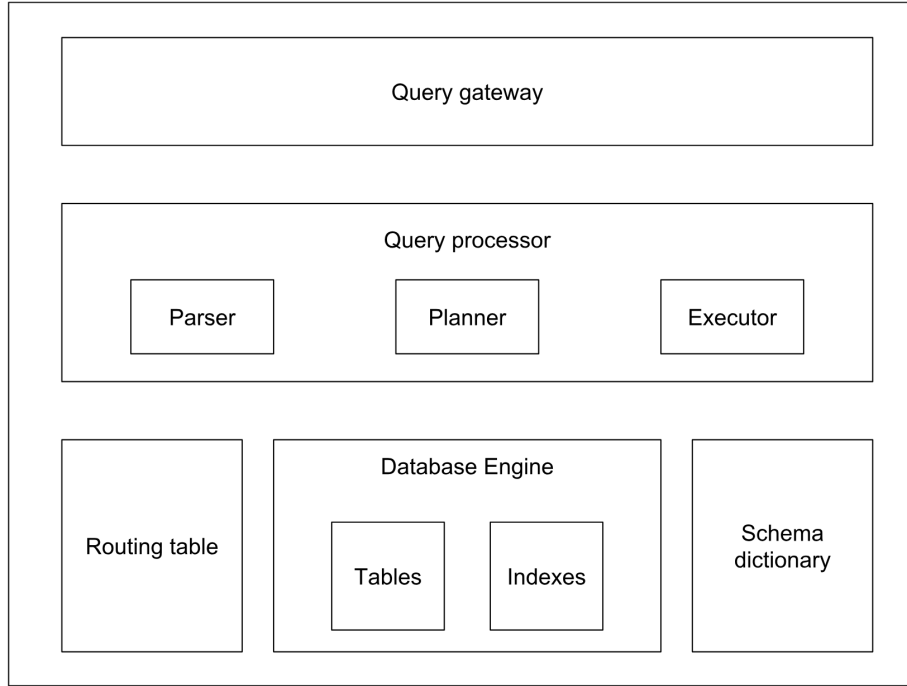 Query gateway
Query processor
Parser
Planner
Executor
Routing table
Database Engine
Tables
Indexes
Schema
dictionary